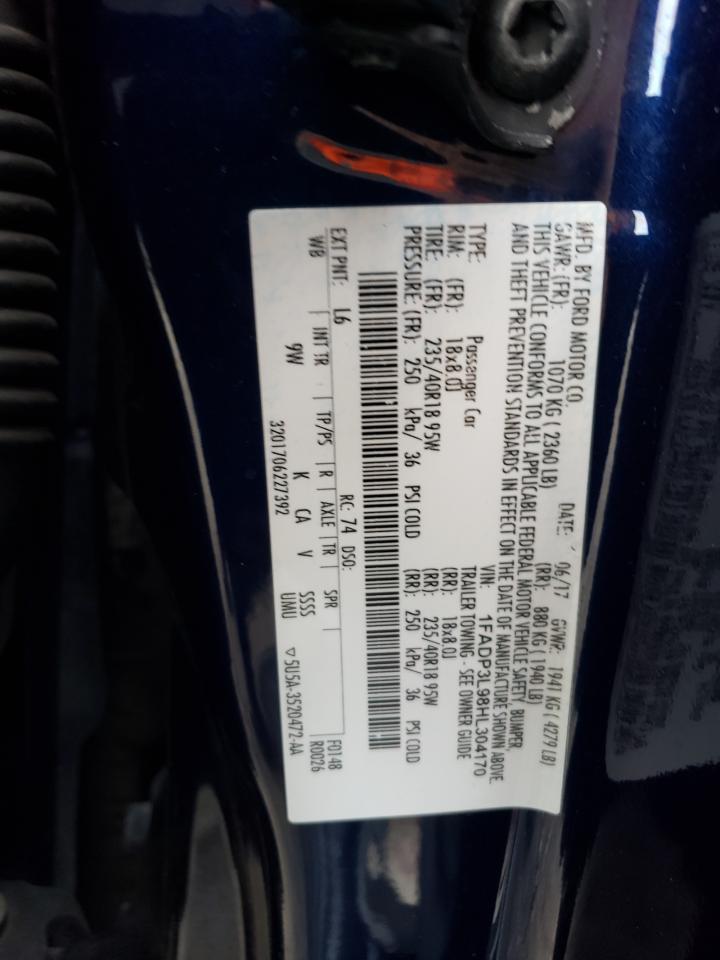 MFD. BY FORD MOTOR CO.
DATE: 06/17 GVWR: 1941 KG ( 4279 LB)
GAWR: (FR): 1070 KG ( 2360 LB) (RR): 880 KG ( 1940 LB)
THIS VEHICLE CONFORMS TO ALL APPLICABLE FEDERAL MOTOR VEHICLE SAFETY, BUMPER,
AND THEFT PREVENTION STANDARDS IN EFFECT ON THE DATE OF MANUFACTURE SHOWN ABOVE.
VIN: 1FADP3L98HL304170
TYPE: Passenger Car TRAILER TOWING - SEE OWNER GUIDE
RIM: (FR): 18x8.0J (RR): 18x8.0J
TIRE: (FR): 235/40R18 95W (RR): 235/40R18 95W
PRESSURE: (FR): 250 kPa/ 36 PSI COLD (RR): 250 kPa/ 36 PSI COLD
EXT PNT: L6 RC: 74 DSO: F0148
WB INT TR TP/PS R AXLE TR SPR R0026
9W K CA V SSSS
UMU
3201706227392 ▽5U5A-3520472-AA